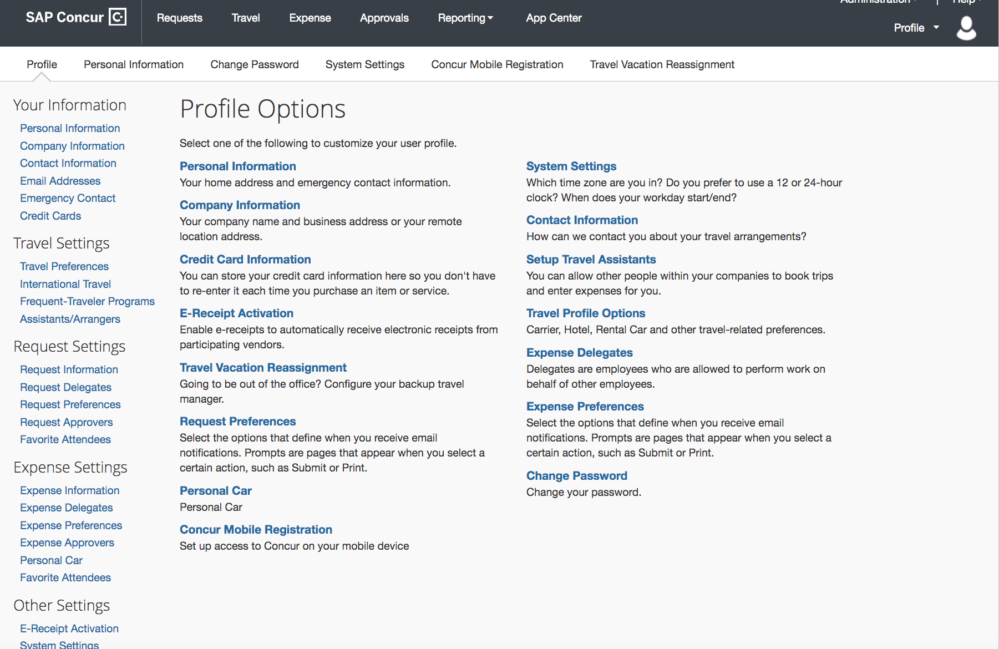 Administration
Help
SAP Concur
Requests
Travel
Expense
Approvals
Reporting
App Center
Profile
Profile
Personal Information
Change Password
System Settings
Concur Mobile Registration
Travel Vacation Reassignment
Your Information
Personal Information
Company Information
Contact Information
Email Addresses
Emergency Contact
Credit Cards
Travel Settings
Travel Preferences
International Travel
Frequent-Traveler Programs
Assistants/Arrangers
Request Settings
Request Information
Request Delegates
Request Preferences
Request Approvers
Favorite Attendees
Expense Settings
Expense Information
Expense Delegates
Expense Preferences
Expense Approvers
Personal Car
Favorite Attendees
Other Settings
E-Receipt Activation
System Settings
Profile Options
Select one of the following to customize your user profile.
Personal Information
Your home address and emergency contact information.
Company Information
Your company name and business address or your remote
location address.
Credit Card Information
You can store your credit card information here so you don't have
to re-enter it each time you purchase an item or service.
E-Receipt Activation
Enable e-receipts to automatically receive electronic receipts from
participating vendors.
Travel Vacation Reassignment
Going to be out of the office? Configure your backup travel
manager.
Request Preferences
Select the options that define when you receive email
notifications. Prompts are pages that appear when you select a
certain action, such as Submit or Print.
Personal Car
Personal Car
Concur Mobile Registration
Set up access to Concur on your mobile device
System Settings
Which time zone are you in? Do you prefer to use a 12 or 24-hour
clock? When does your workday start/end?
Contact Information
How can we contact you about your travel arrangements?
Setup Travel Assistants
You can allow other people within your companies to book trips
and enter expenses for you.
Travel Profile Options
Carrier, Hotel, Rental Car and other travel-related preferences.
Expense Delegates
Delegates are employees who are allowed to perform work on
behalf of other employees.
Expense Preferences
Select the options that define when you receive email
notifications. Prompts are pages that appear when you select a
certain action, such as Submit or Print.
Change Password
Change your password.